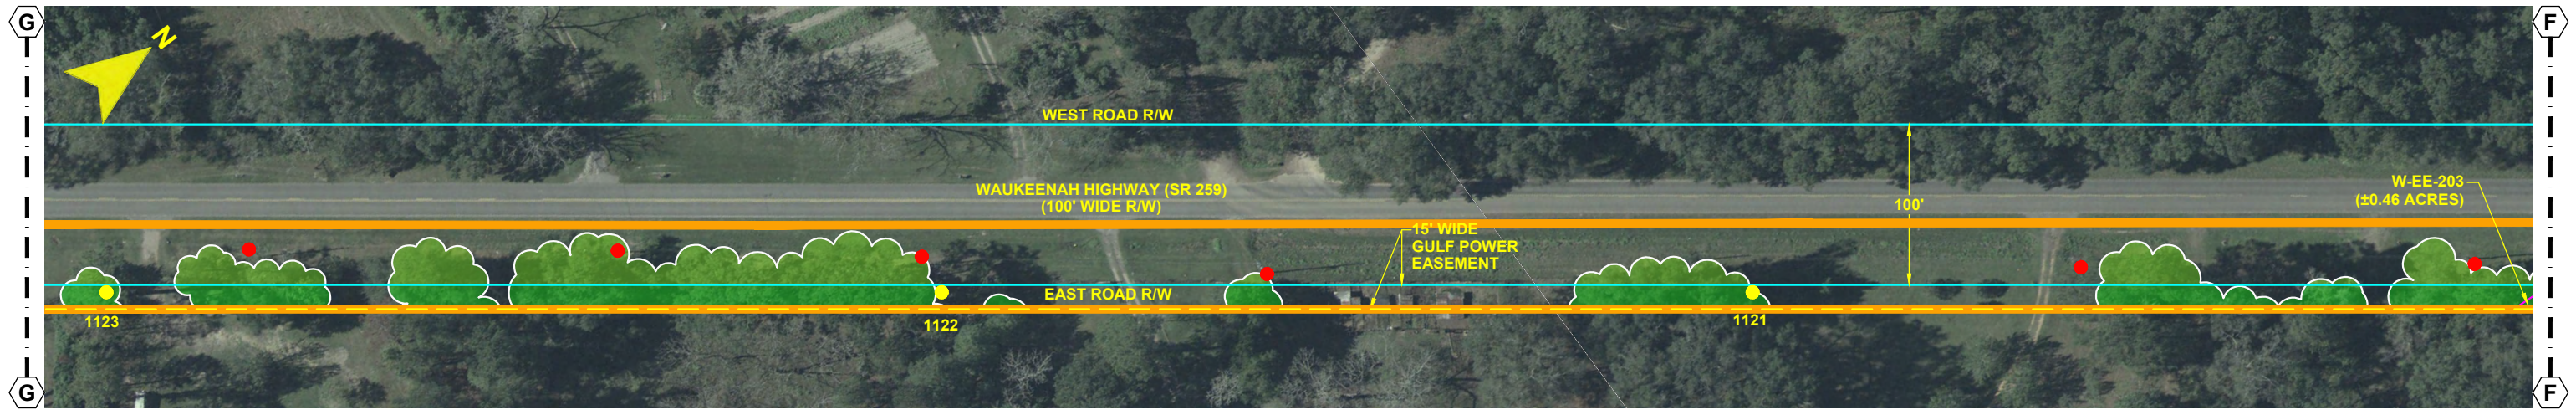 G
F
N
WEST ROAD R/W
WAUKEENAH HIGHWAY (SR 259)
(100' WIDE R/W)
100'
W-EE-203
(±0.46 ACRES)
15' WIDE
GULF POWER
EASEMENT
EAST ROAD R/W
1123
1122
1121
G
F